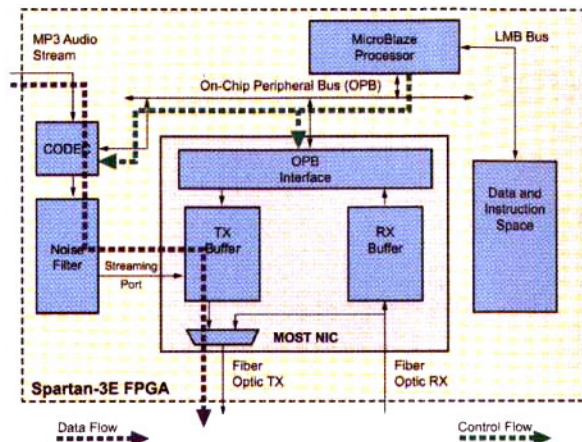 MP3 Audio
Stream
MicroBlaze
Processor
LMB Bus
On-Chip Peripheral Bus (OPB)
CODEC
OPB
Interface
Data and
Instruction
Space
TX
Buffer
RX
Buffer
Noise
Filter
Streaming
Port
MOST NIC
Fiber
Optic TX
Fiber
Optic RX
Spartan-3E FPGA
Data Flow
Control Flow